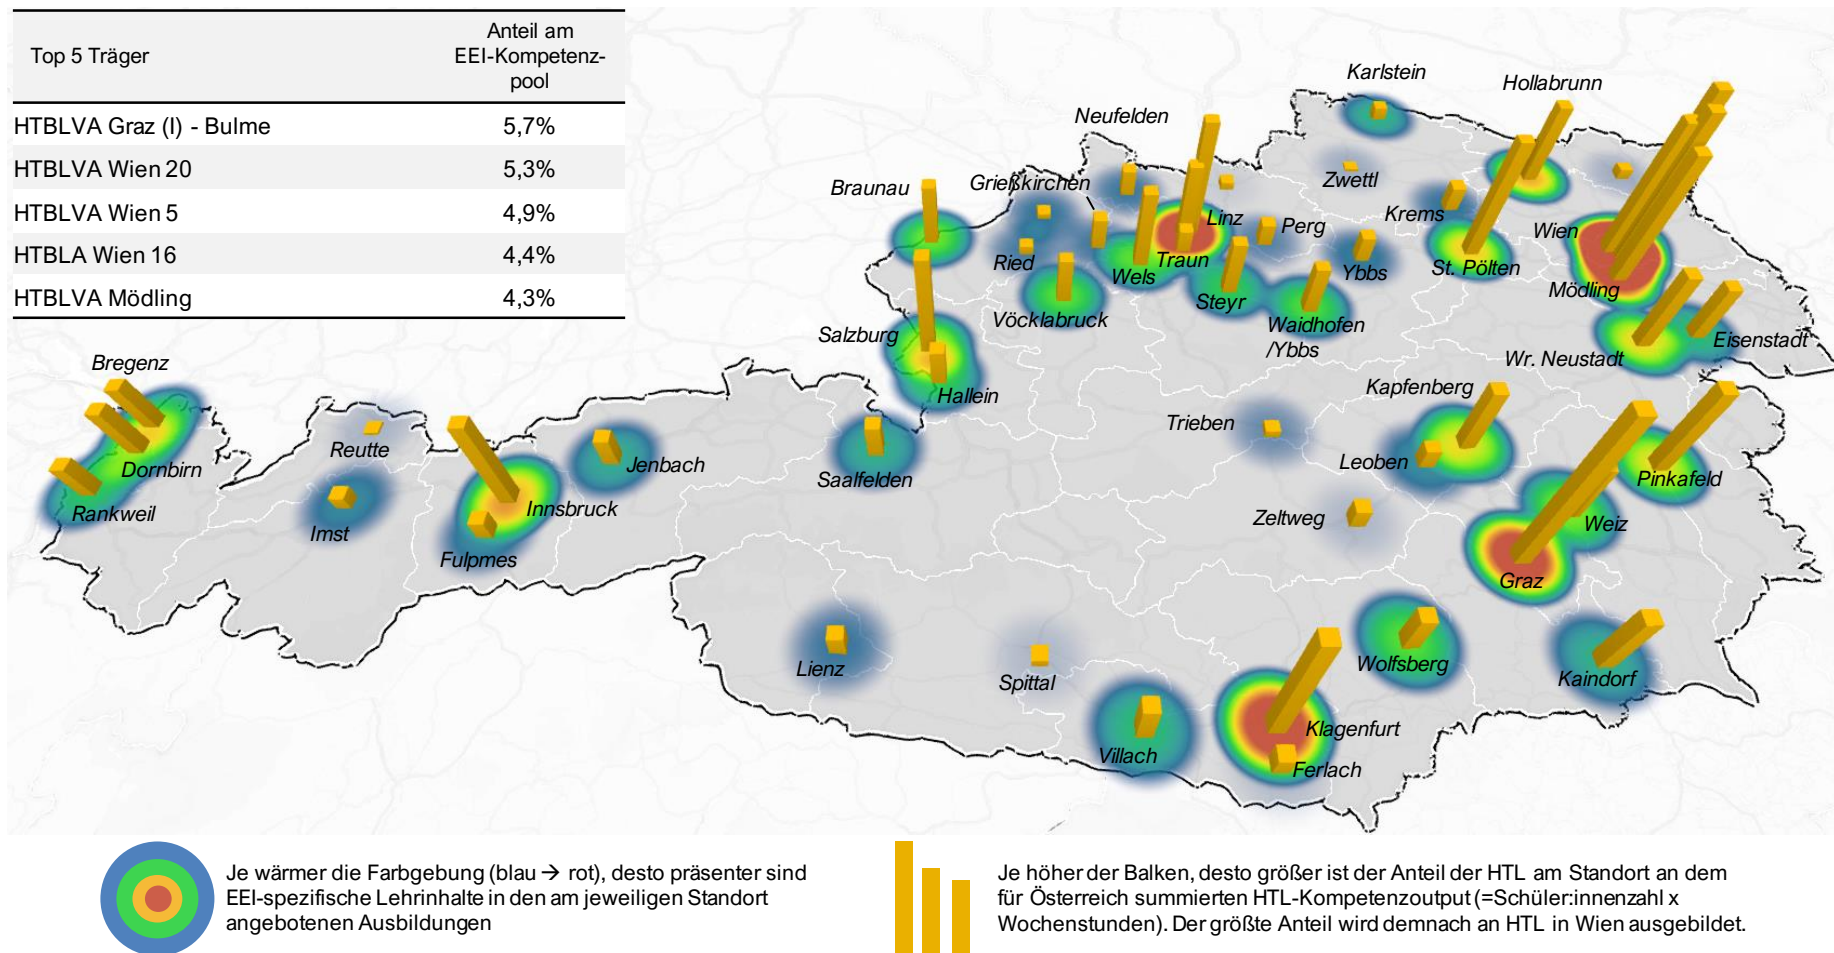 Top 5 Träger
Anteil am
EEI-Kompetenz-
pool
HTBLVA Graz (I) - Bulme 5,7%
HTBLVA Wien 20 5,3%
HTBLVA Wien 5 4,9%
HTBLA Wien 16 4,4%
HTBLVA Mödling 4,3%
Karlstein
Hollabrunn
Neufelden
Zwettl
Braunau
Grießkirchen
Krems
Linz
Perg
Wien
Ried
Traun
Wels
Ybbs
St. Pölten
Mödling
Steyr
Vöcklabruck
Waidhofen
/Ybbs
Salzburg
Eisenstadt
Wr. Neustadt
Bregenz
Hallein
Kapfenberg
Trieben
Reutte
Dornbirn
Jenbach
Leoben
Saalfelden
Pinkafeld
Rankweil
Innsbruck
Imst
Zeltweg
Weiz
Fulpmes
Graz
Lienz
Spittal
Wolfsberg
Kaindorf
Klagenfurt
Villach
Ferlach
Je wärmer die Farbgebung (blau → rot), desto präsenter sind
EEI-spezifische Lehrinhalte in den am jeweiligen Standort
angebotenen Ausbildungen
Je höher der Balken, desto größer ist der Anteil der HTL am Standort an dem
für Österreich summierten HTL-Kompetenzoutput (=Schüler:innenzahl x
Wochenstunden). Der größte Anteil wird demnach an HTL in Wien ausgebildet.